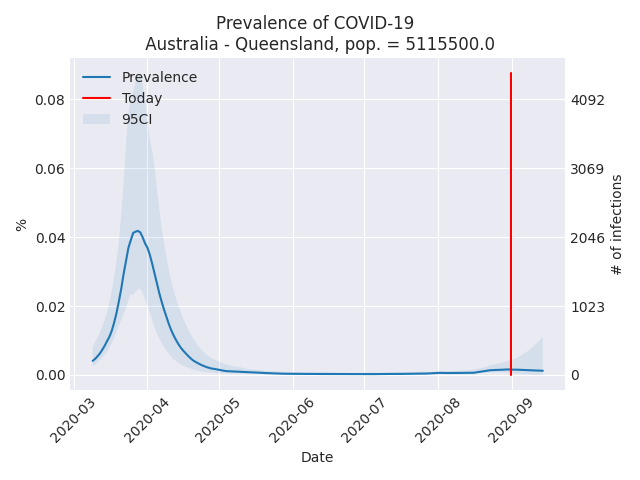 Prevalence of COVID-19
Australia - Queensland, pop. = 5115500.0
Prevalence
Today
95CI
0.08
0.06
0.04
0.02
0.00
%
4092
3069
2046
1023
0
# of infections
2020-03
2020-04
2020-05
2020-06
2020-07
2020-08
2020-09
Date